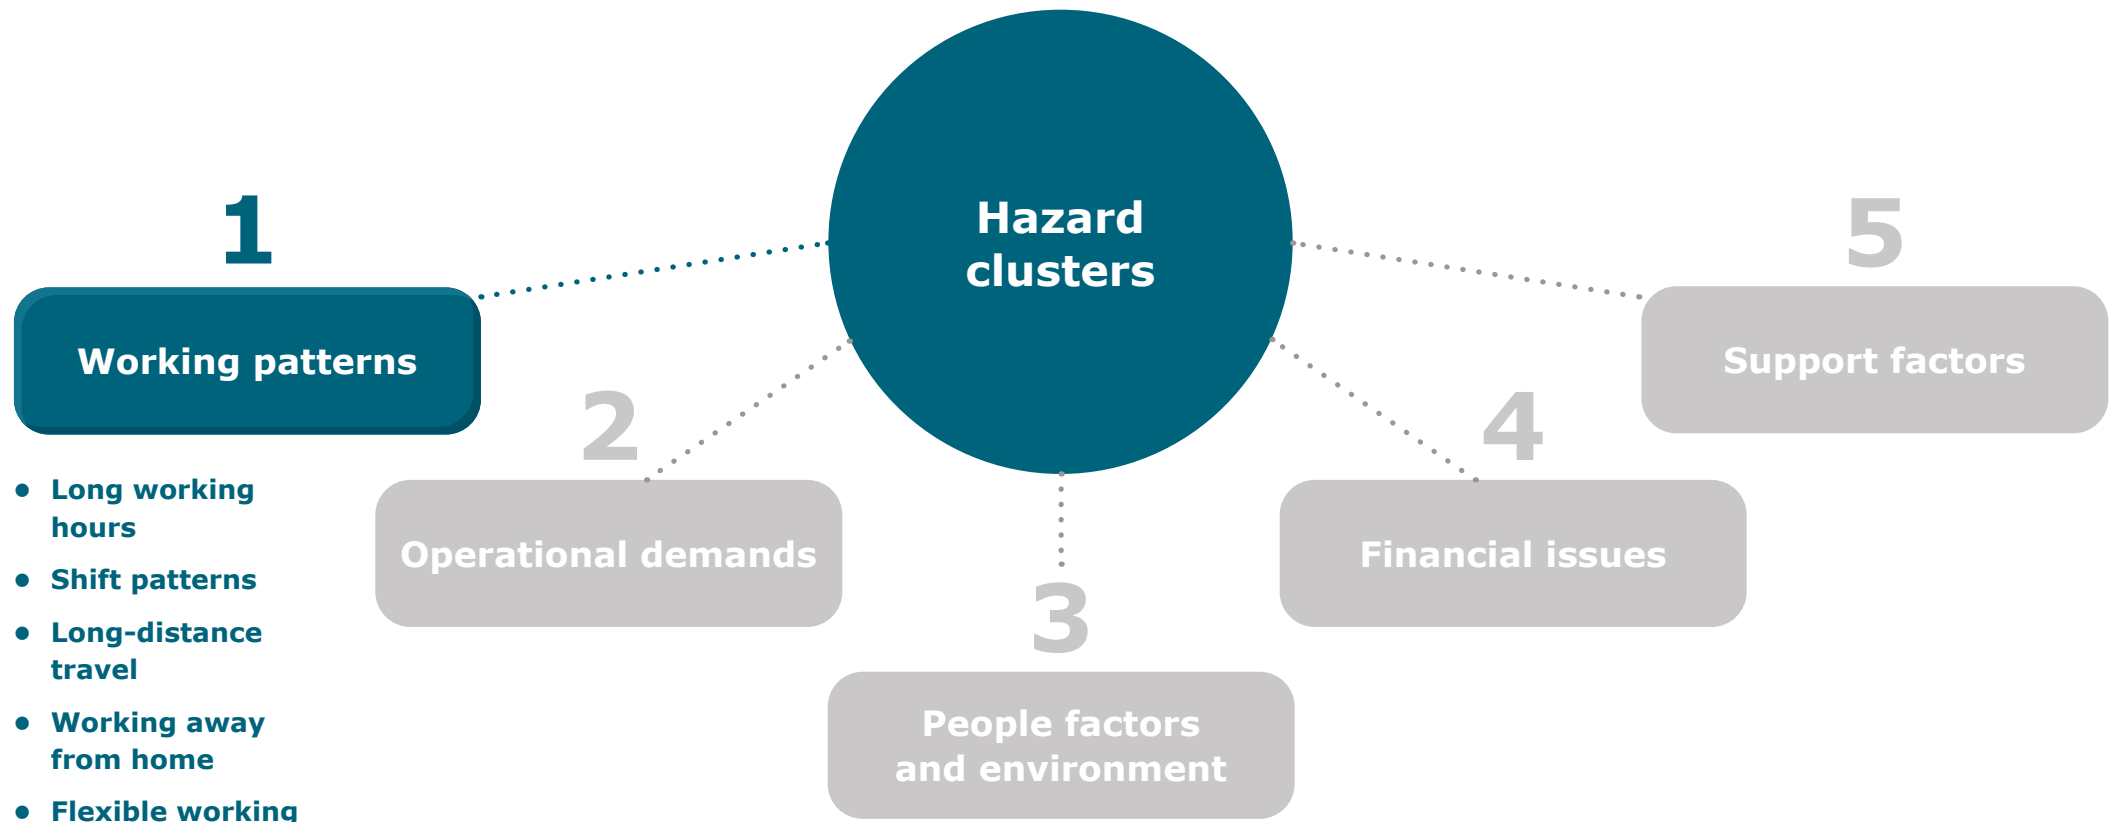 Hazard
clusters
1
Working patterns
• Long working
hours
• Shift patterns
• Long-distance
travel
• Working away
from home
• Flexible working
2
Operational demands
3
People factors
and environment
4
Financial issues
5
Support factors